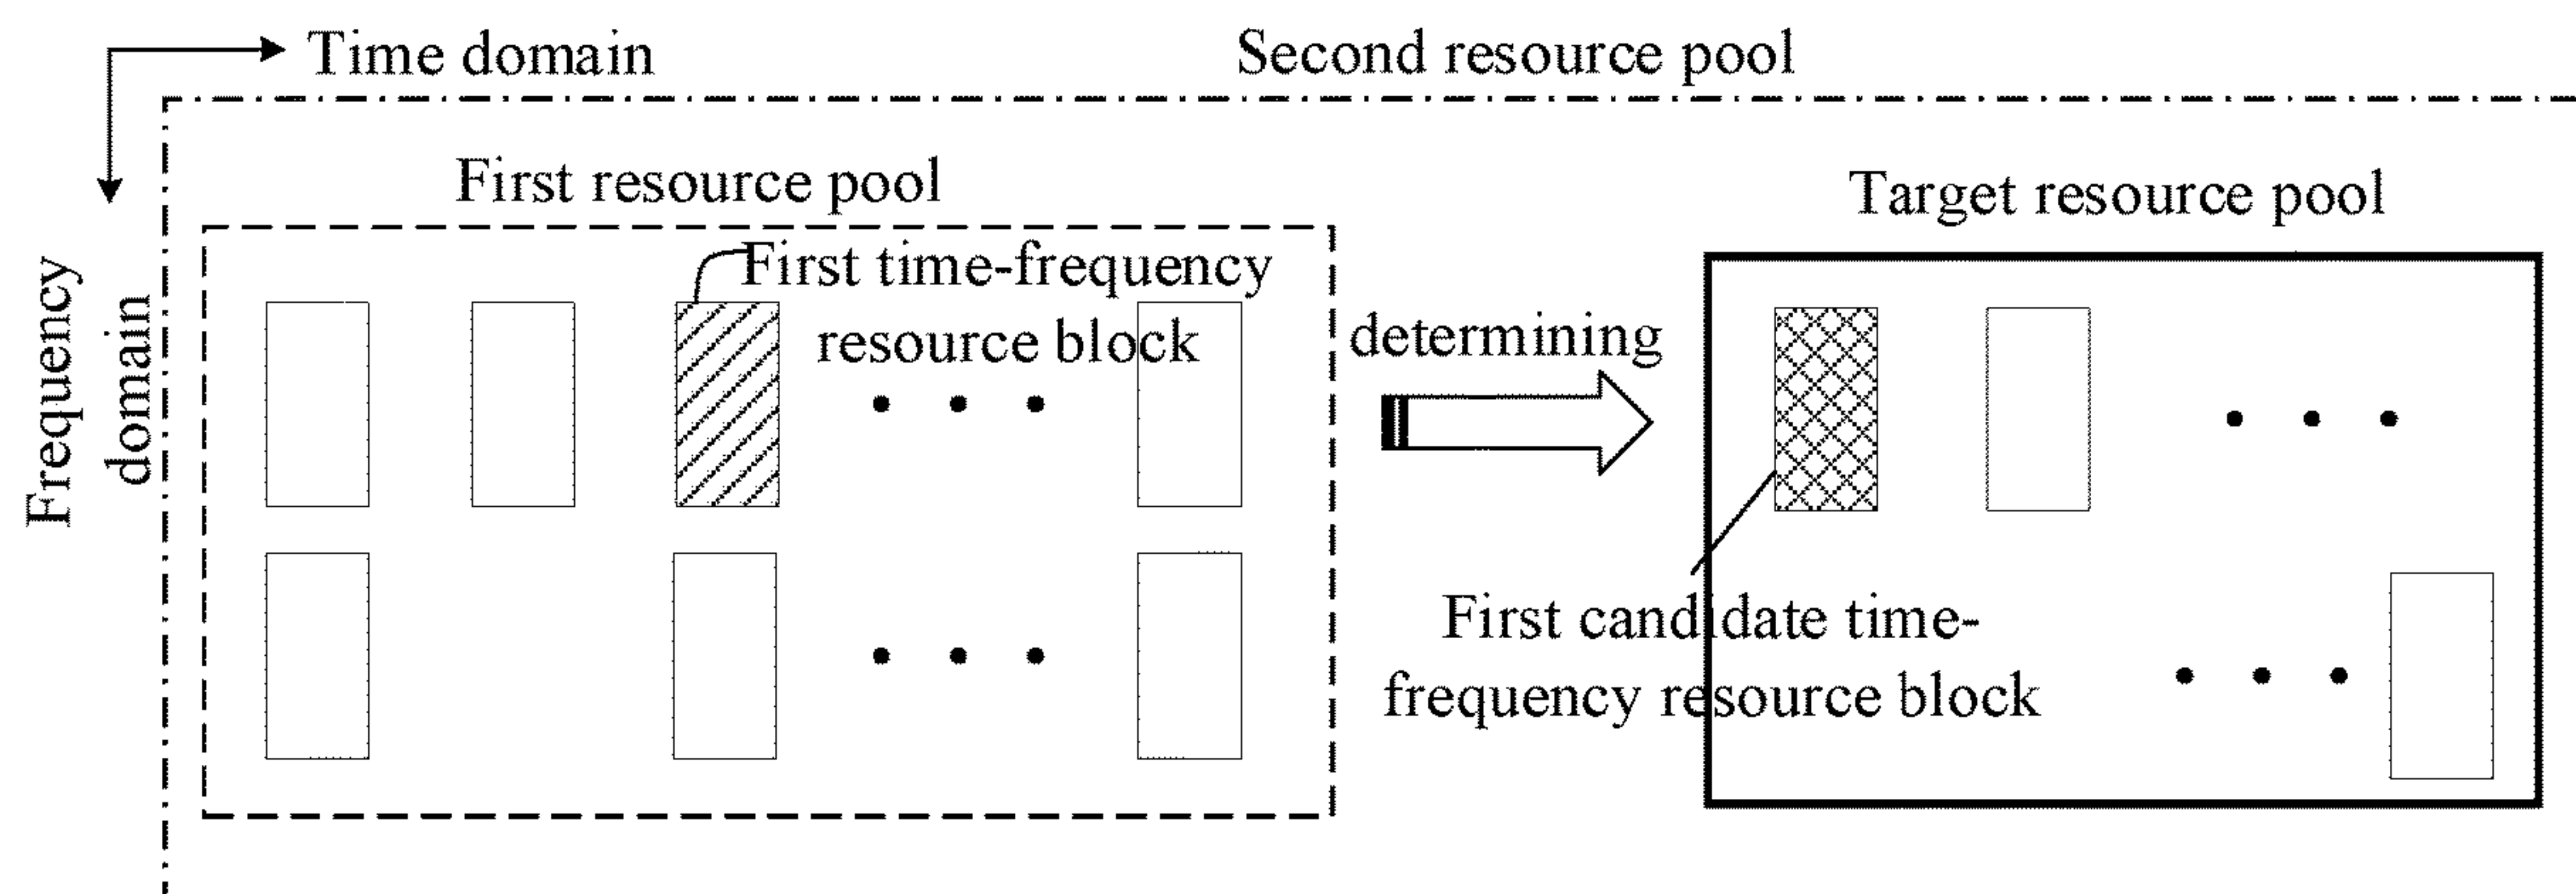 Time domain
Second resource pool
Frequency
domain
First resource pool
Target resource pool
First time-frequency
resource block
determining
First candidate time-
frequency resource block